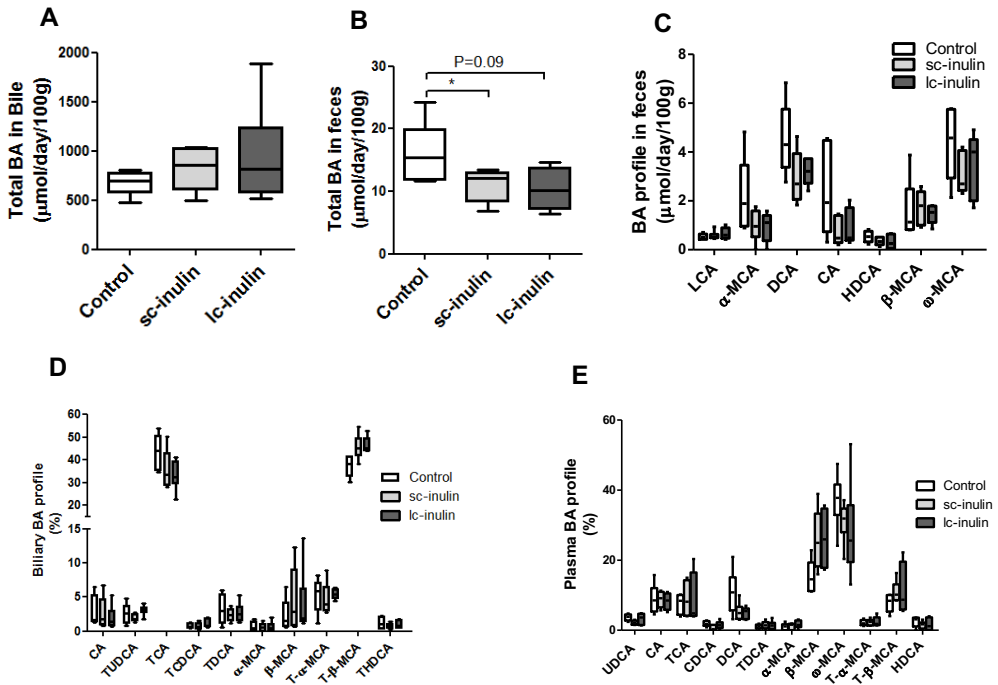 A
Total BA in Bile
(µmol/day/100g)
2000
1500
1000
500
0
Control
sc-inulin
lc-inulin
B
Total BA in feces
(µmol/day/100g)
30
20
10
0
P=0.09
*
Control
sc-inulin
lc-inulin
C
BA profile in feces
(µmol/day/100g)
8
6
4
2
0
Control
sc-inulin
lc-inulin
LCA
α-MCA
DCA
CA
HDCA
β-MCA
ω-MCA
D
Biliary BA profile
(%)
60
50
40
30
20
15
10
5
0
Control
sc-inulin
lc-inulin
CA
TUDCA
TCA
TCDCA
TDCA
α-MCA
β-MCA
T-α-MCA
T-β-MCA
THDCA
E
Plasma BA profile
(%)
60
40
20
0
Control
sc-inulin
lc-inulin
UDCA
CA
TCA
CDCA
DCA
TDCA
α-MCA
β-MCA
ω-MCA
T-α-MCA
T-β-MCA
HDCA